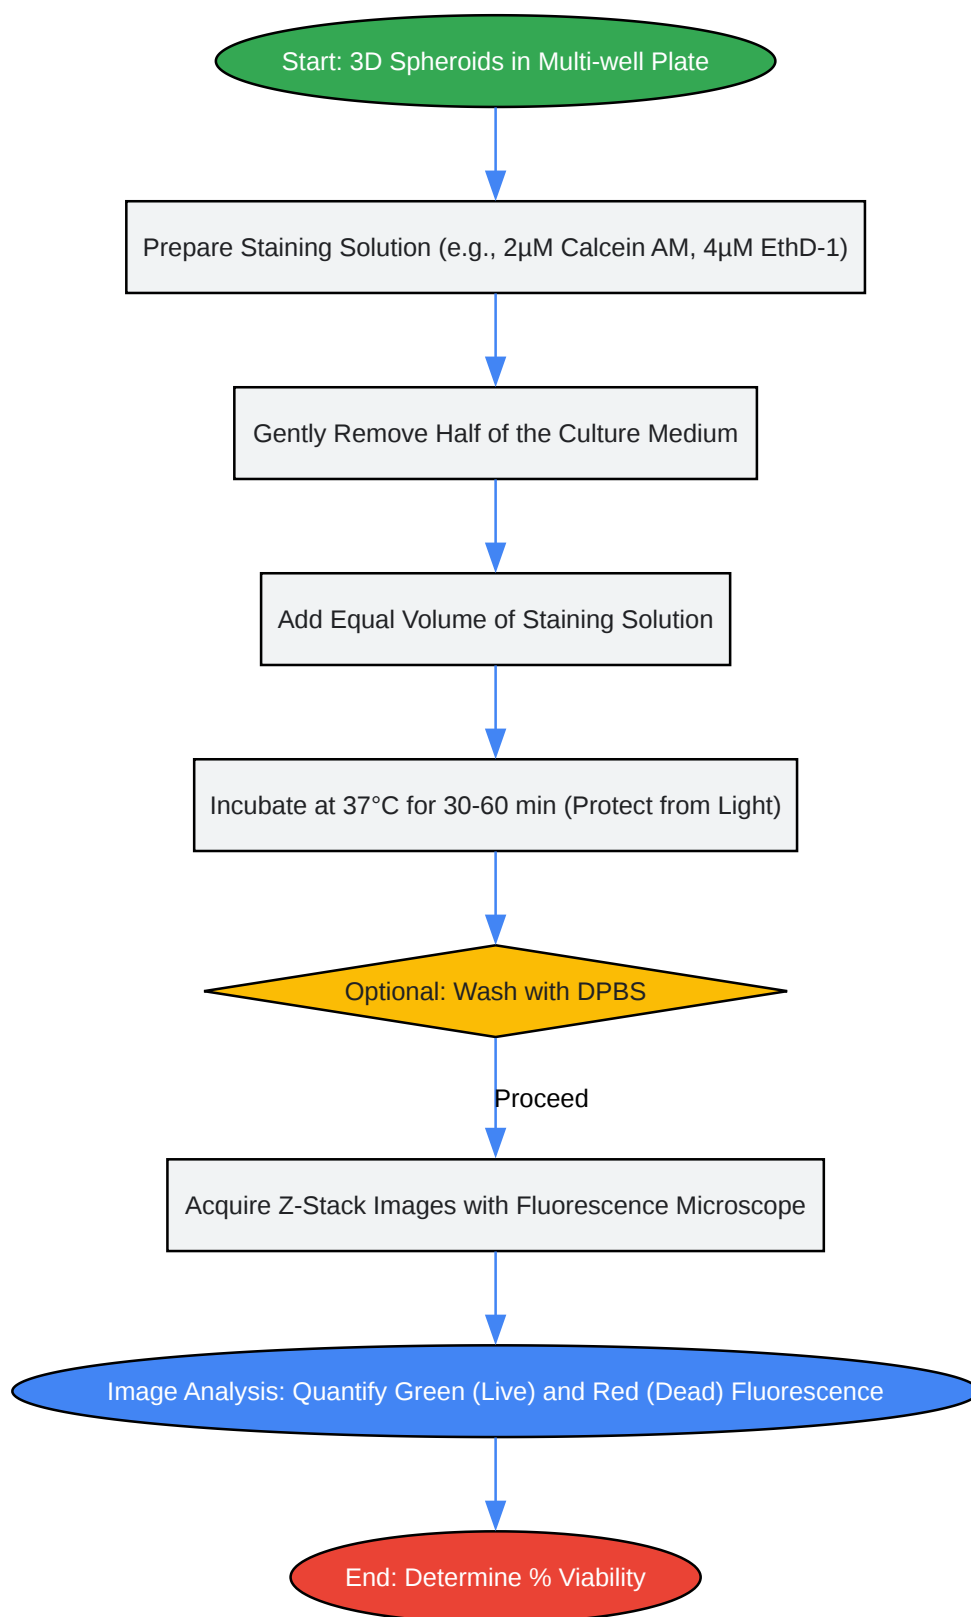 Start: 3D Spheroids in Multi-well Plate
Prepare Staining Solution (e.g., 2µM Calcein AM, 4µM EthD-1)
Gently Remove Half of the Culture Medium
Add Equal Volume of Staining Solution
Incubate at 37°C for 30-60 min (Protect from Light)
Optional: Wash with DPBS
Proceed
Acquire Z-Stack Images with Fluorescence Microscope
Image Analysis: Quantify Green (Live) and Red (Dead) Fluorescence
End: Determine % Viability